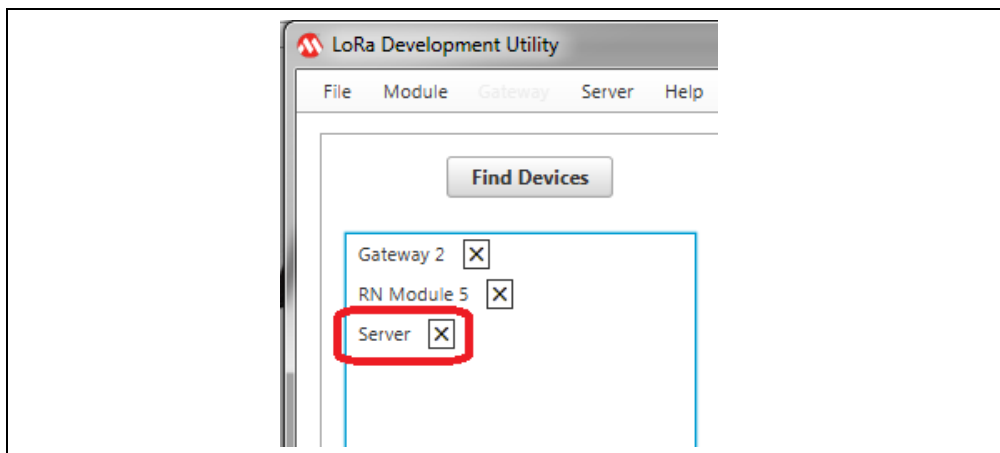 LoRa Development Utility
File Module Gateway Server Help
Find Devices
Gateway 2
RN Module 5
Server